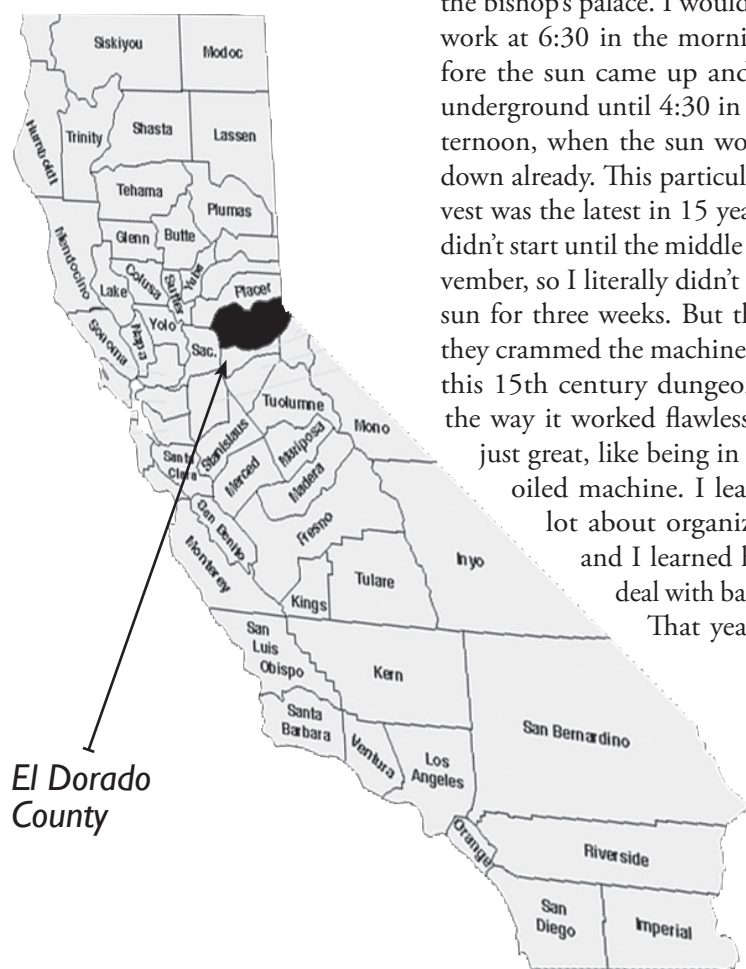 the bishop's palace. I would
work at 6:30 in the morni
fore the sun came up and
underground until 4:30 in
ternoon, when the sun wo
down already. This particul
vest was the latest in 15 yea
didn't start until the middle
vember, so I literally didn't
sun for three weeks. But th
they crammed the machine
this 15th century dungeo
the way it worked flawless
just great, like being in
oiled machine. I lea
lot about organiz
and I learned h
deal with ba
That yea
Siskiyou
Modoc
Humboldt
Trinity
Shasta
Lassen
Tehama
Plumas
Mendocino
Glenn
Butte
Lake
Colusa
Sutter
Yuba
Placer
Sonoma
Napa
Yolo
Sac.
Tuolumne
Mono
Santa
Clara
Stanislaus
Mariposa
Merced
Madera
San Benito
Fresno
Monterey
Inyo
Tulare
Kings
San
Luis
Obispo
Kern
Santa
Barbara
San Bernardino
Ventura
Los
Angeles
El Dorado
County
Orange
Riverside
San
Diego
Imperial